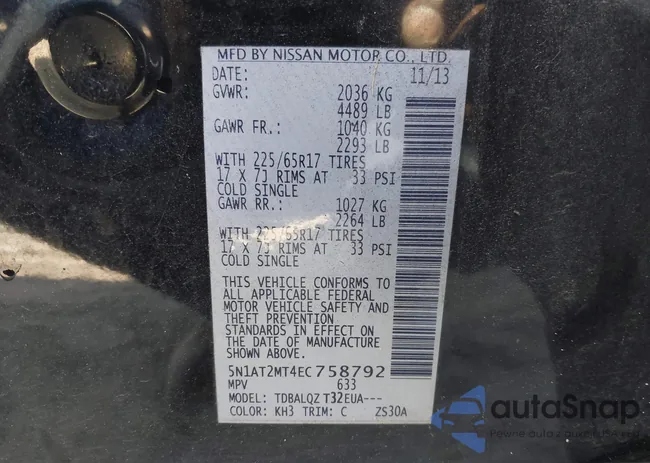 MFD BY NISSAN MOTOR CO., LTD.
DATE: 11/13
GVWR: 2036 KG
4489 LB
GAWR FR.: 1040 KG
2293 LB
WITH 225/65R17 TIRES
17 X 7J RIMS AT 33 PSI
COLD SINGLE
GAWR RR.: 1027 KG
2264 LB
WITH 225/65R17 TIRES
17 X 7J RIMS AT 33 PSI
COLD SINGLE
THIS VEHICLE CONFORMS TO
ALL APPLICABLE FEDERAL
MOTOR VEHICLE SAFETY AND
THEFT PREVENTION
STANDARDS IN EFFECT ON
THE DATE OF MANUFACTURE
SHOWN ABOVE.
5N1AT2MT4EC758792
MPV 633
MODEL: TDBALQZ T32EUA---
COLOR: KH3 TRIM: C ZS30A
autoSnap
Pewne auta z